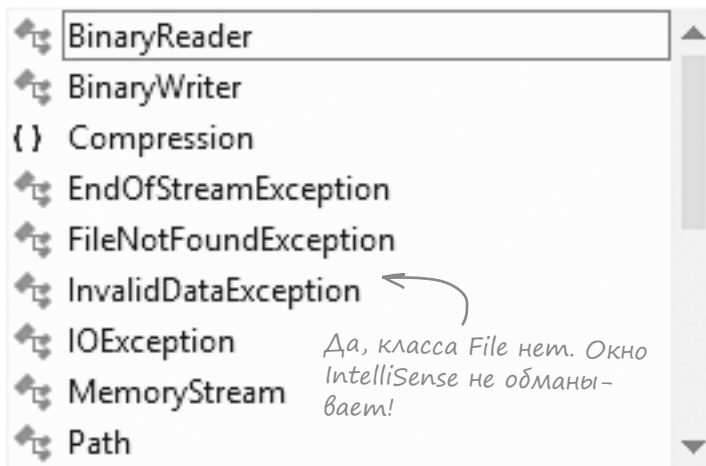 BinaryReader
BinaryWriter
{ } Compression
EndOfStreamException
FileNotFoundException
InvalidDataException
IOException
MemoryStream
Path
Да, класса File нет. Окно
IntelliSense не обманы-
вает!